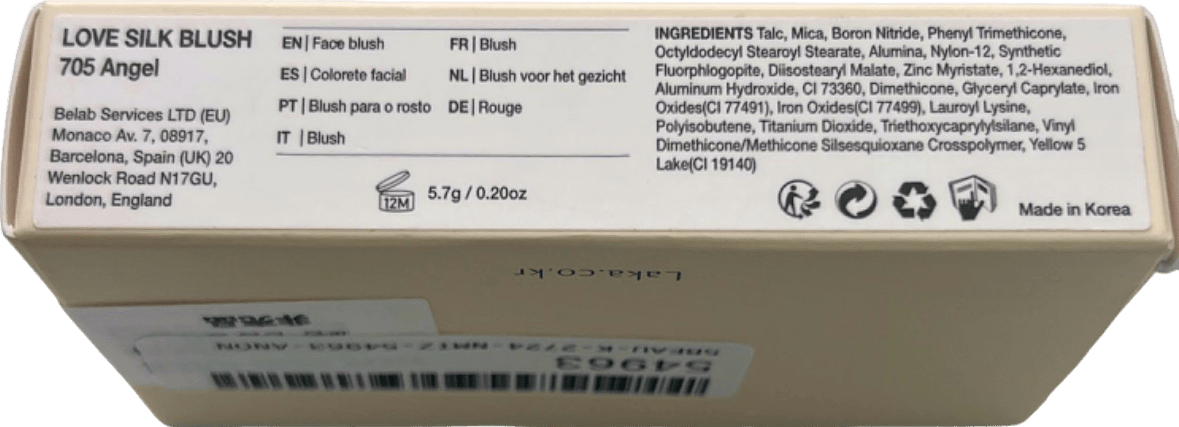 LOVE SILK BLUSH
705 Angel
Belab Services LTD (EU)
Monaco Av. 7, 08917,
Barcelona, Spain (UK) 20
Wenlock Road N17GU,
London, England
EN | Face blush
ES | Colorete facial
PT | Blush para o rosto
IT | Blush
FR | Blush
NL | Blush voor het gezicht
DE | Rouge
12M
5.7g / 0.20oz
INGREDIENTS Talc, Mica, Boron Nitride, Phenyl Trimethicone,
Octyldodecyl Stearoyl Stearate, Alumina, Nylon-12, Synthetic
Fluorphlogopite, Diisostearyl Malate, Zinc Myristate, 1,2-Hexanediol,
Aluminum Hydroxide, CI 73360, Dimethicone, Glyceryl Caprylate, Iron
Oxides(CI 77491), Iron Oxides(CI 77499), Lauroyl Lysine,
Polyisobutene, Titanium Dioxide, Triethoxycaprylylsilane, Vinyl
Dimethicone/Methicone Silsesquioxane Crosspolymer, Yellow 5
Lake(CI 19140)
Made in Korea
Laka.co.kr
54963